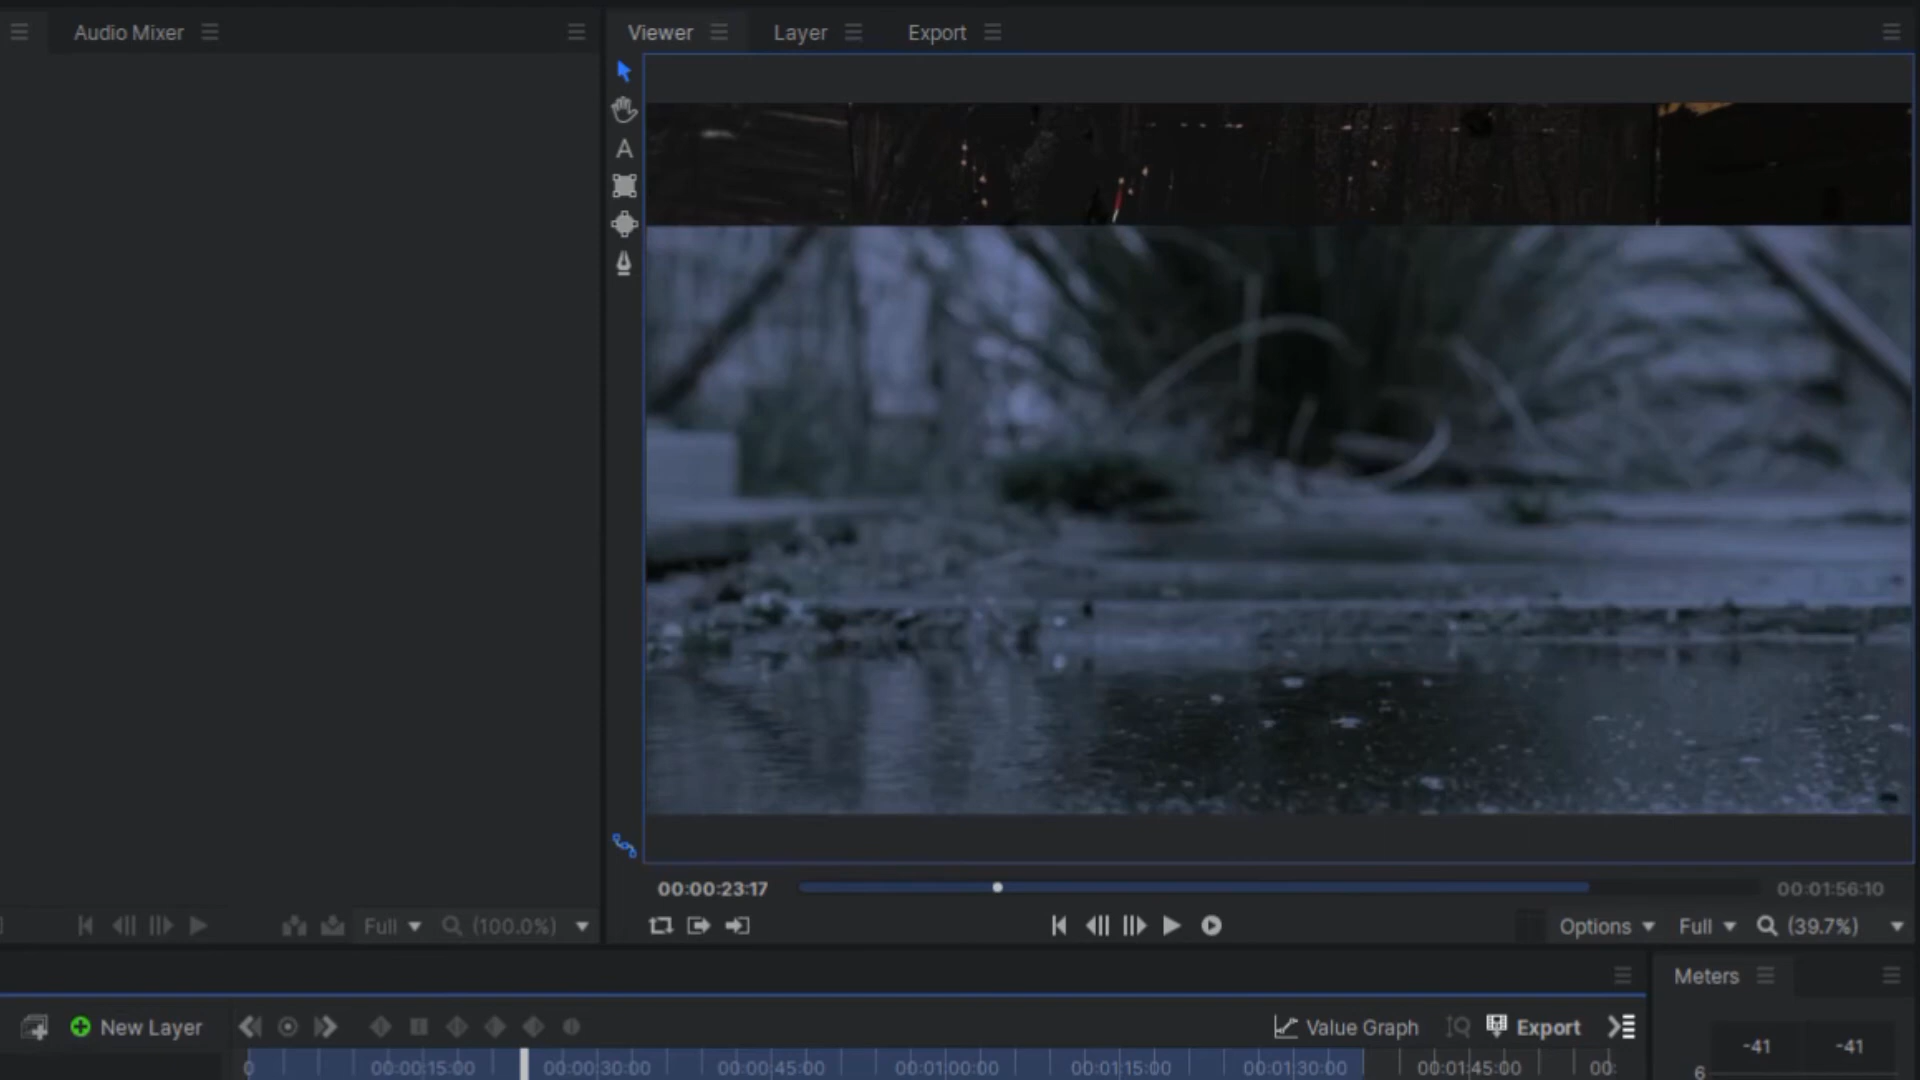 Audio Mixer
Viewer Layer Export
A
00:00:23:17 00:01:56:10
Full (100.0%) Options Full (39.7%)
Meters
New Layer Value Graph Export
-41 -41
0 00:00:15:00 00:00:30:00 00:00:45:00 00:01:00:00 00:01:15:00 00:01:30:00 00:01:45:00 00:
6